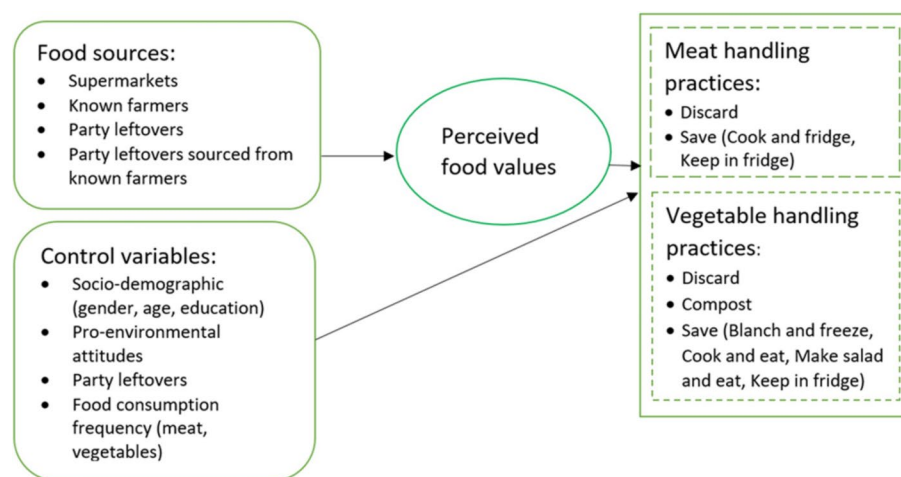 Food sources:
• Supermarkets
• Known farmers
• Party leftovers
• Party leftovers sourced from
known farmers
Control variables:
• Socio-demographic
(gender, age, education)
• Pro-environmental
attitudes
• Party leftovers
• Food consumption
frequency (meat,
vegetables)
Perceived
food values
Meat handling
practices:
• Discard
• Save (Cook and fridge,
Keep in fridge)
Vegetable handling
practices:
• Discard
• Compost
• Save (Blanch and freeze,
Cook and eat, Make salad
and eat, Keep in fridge)